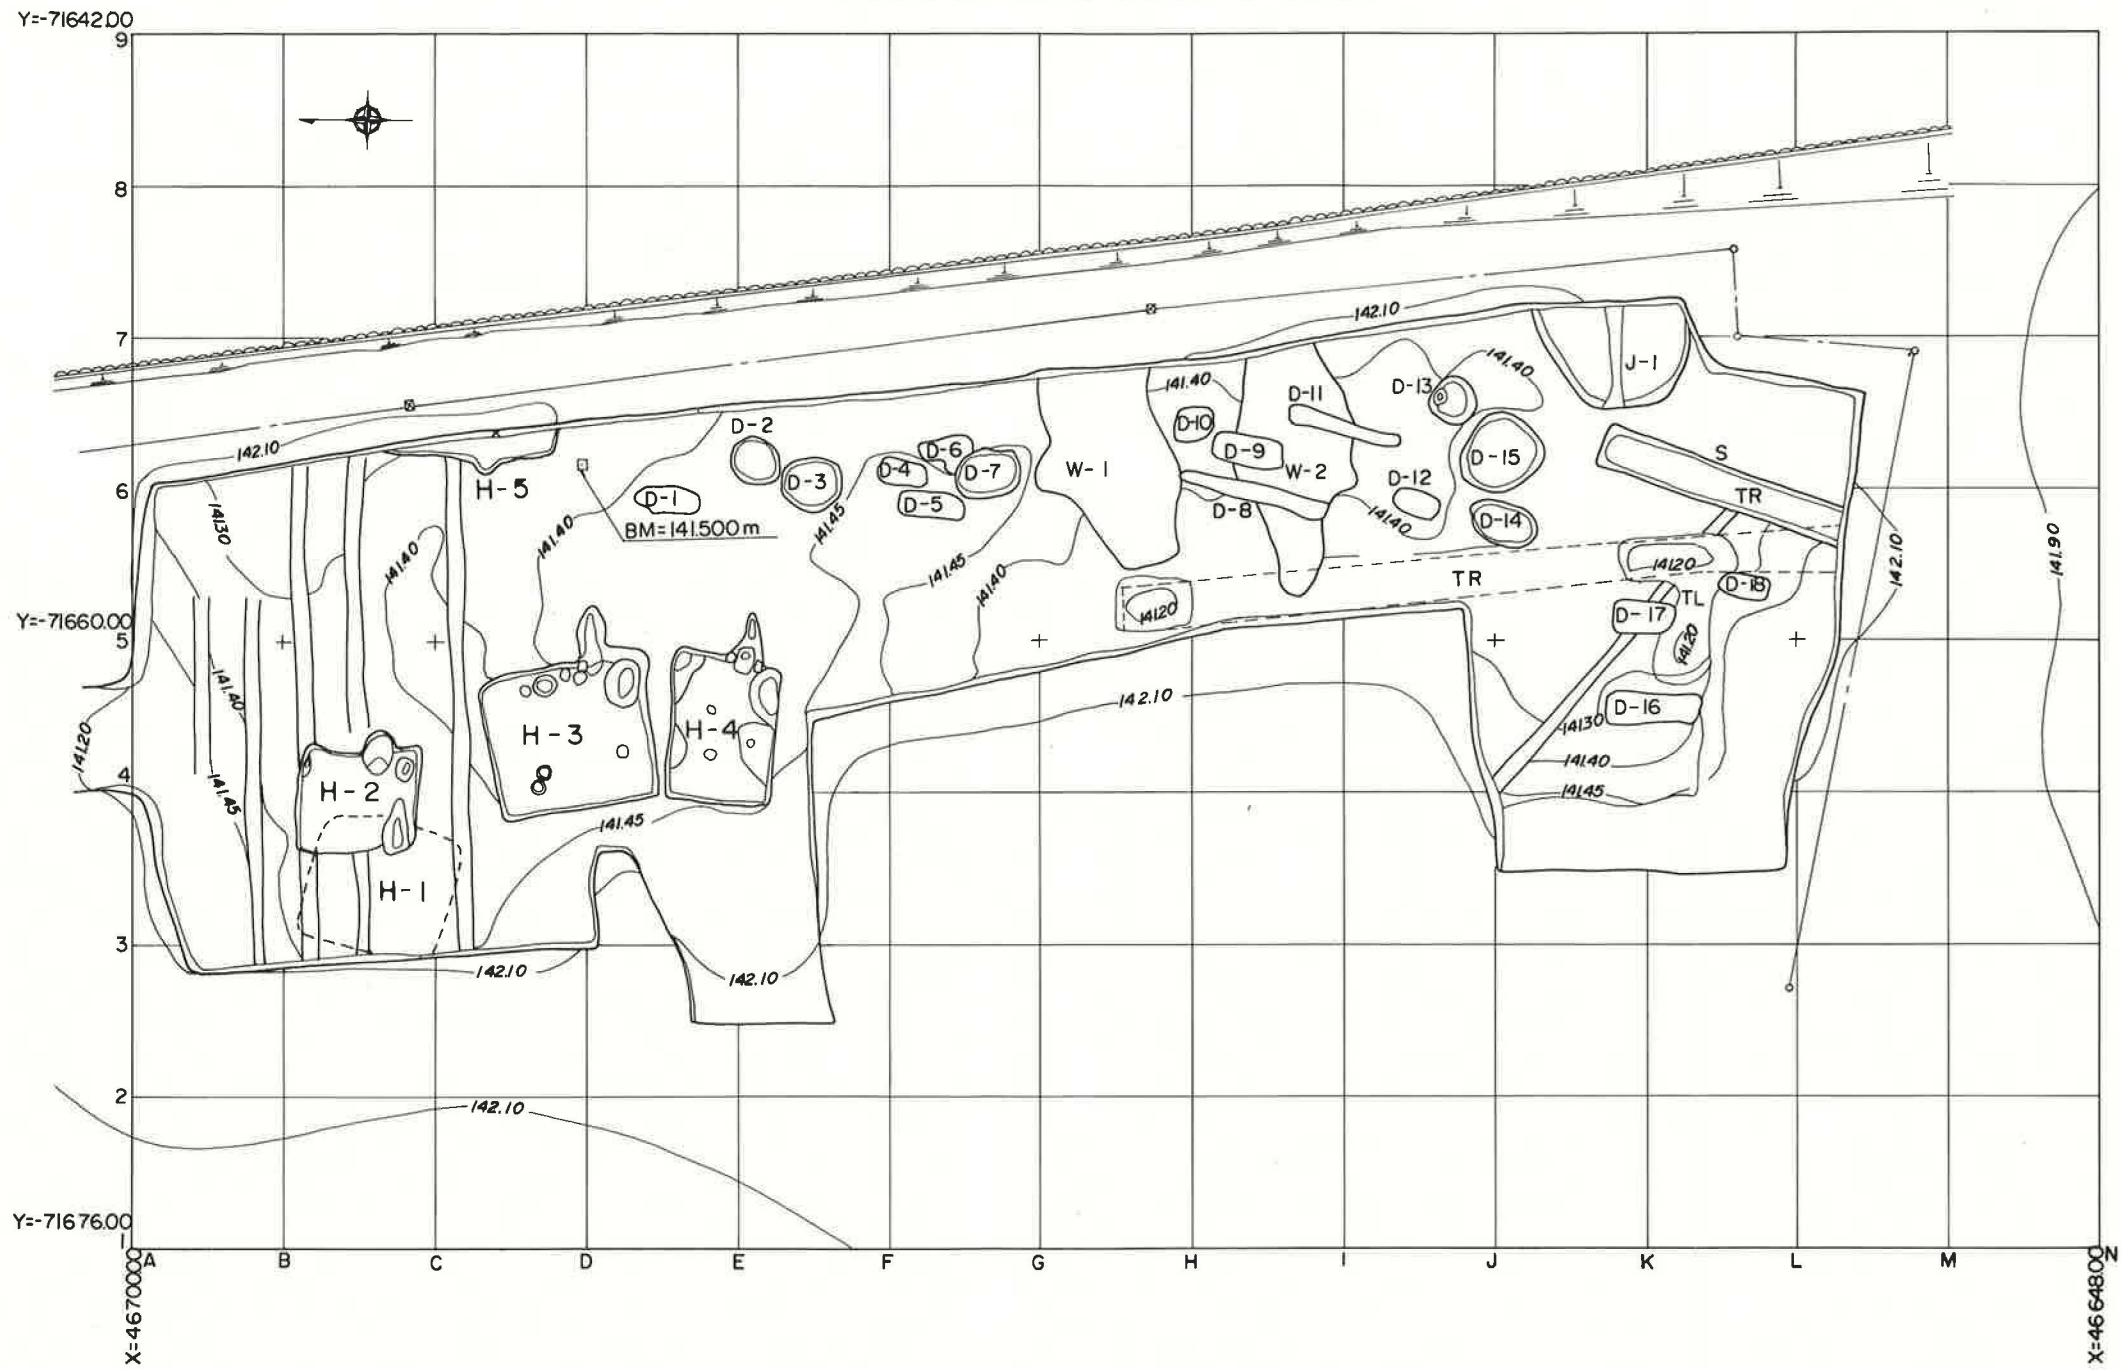 Y=-71642.00
9
8
142.10
7
J-1
141.40
141.40
D-13
D-11
D-10
142.10
D-2
D-6
D-9
D-15
S
W-1
W-2
D-4
D-7
D-3
H-5
D-12
TR
6
D-1
D-5
D-8
D-14
141.30
BM=141.500m
141.45
141.40
141.40
141.40
142.10
141.90
141.20
141.45
141.40
TR
D-18
TL
141.20
D-17
Y=-71660.00
5
141.20
141.40
142.10
D-16
H-3
H-4
141.30
141.20
4
141.40
H-2
141.45
141.45
141.45
H-1
3
142.10
142.10
2
142.10
Y=-71676.00
1
A
B
C
D
E
F
G
H
I
J
K
L
M
N
X=46700.00
X=46648.00